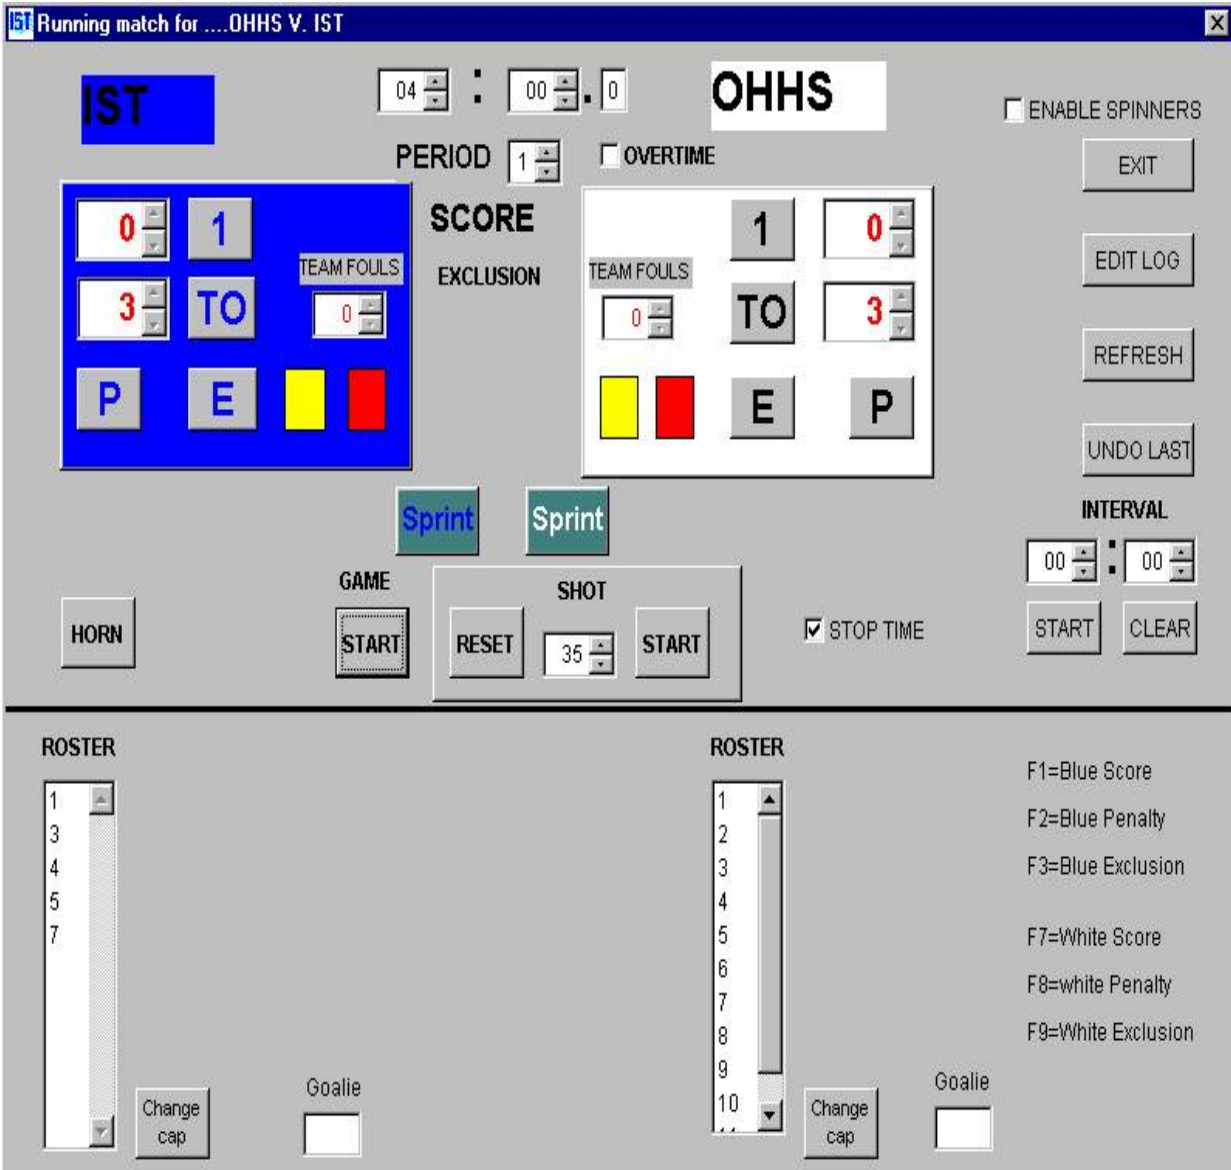 IST Running match for ....OHHS V. IST
IST
04 : 00 . 0
OHHS
ENABLE SPINNERS
PERIOD 1
OVERTIME
EXIT
0 1
SCORE
1 0
TEAM FOULS
EXCLUSION
TEAM FOULS
EDIT LOG
3 TO 0
0 TO 3
REFRESH
P E
E P
UNDO LAST
Sprint Sprint
INTERVAL
00 : 00
GAME
SHOT
HORN
START
RESET 35 START
STOP TIME
START CLEAR
ROSTER
1
3
4
5
7
Change
cap
Goalie
ROSTER
1
2
3
4
5
6
7
8
9
10
Change
cap
Goalie
F1=Blue Score
F2=Blue Penalty
F3=Blue Exclusion
F7=White Score
F8=white Penalty
F9=White Exclusion